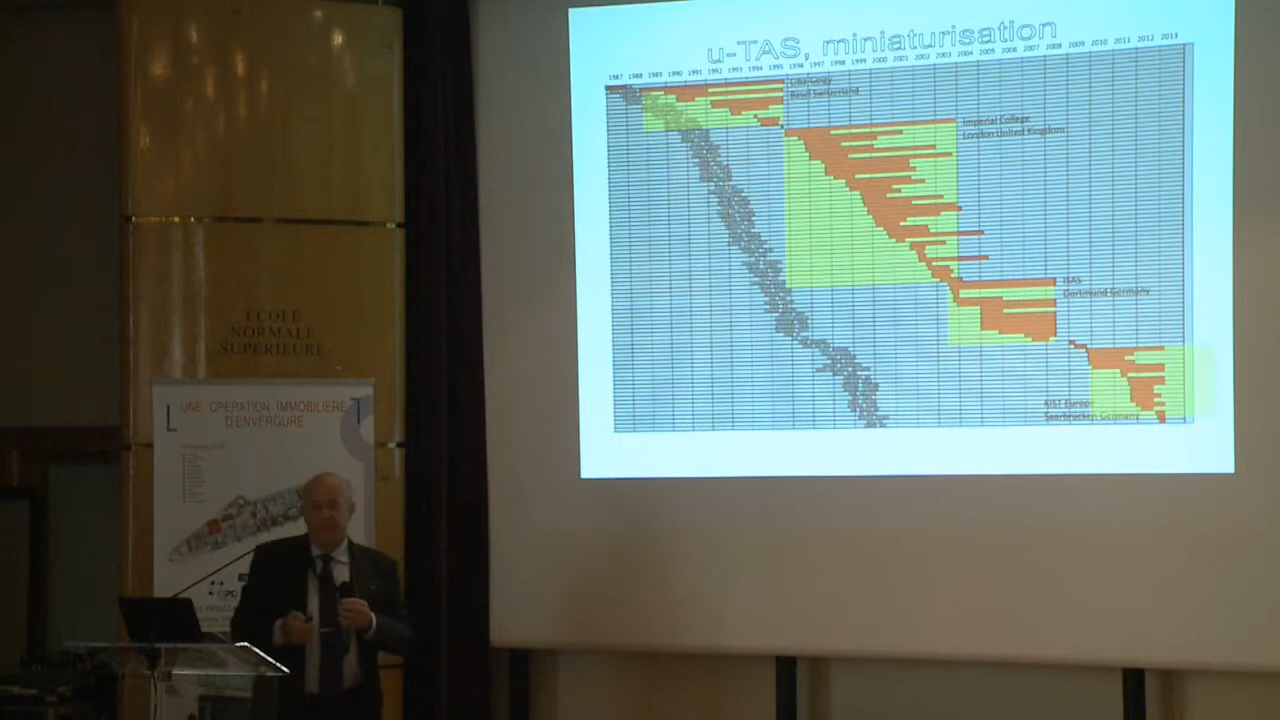 u-TAS, miniaturisation
1987 1988 1989 1990 1991 1992 1993 1994 1995 1996 1997 1998 1999 2000 2001 2002 2003 2004 2005 2006 2007 2008 2009 2010 2011 2012 2013
Ciba-Geigy
Basel Switzerland
Imperial College
London United Kingdom
ISAS
Dortmund Germany
KIST Europe
Saarbrücken Germany
ÉCOLE
NORMALE
SUPÉRIEURE
UNE OPERATION IMMOBILIERE
D'ENVERGURE